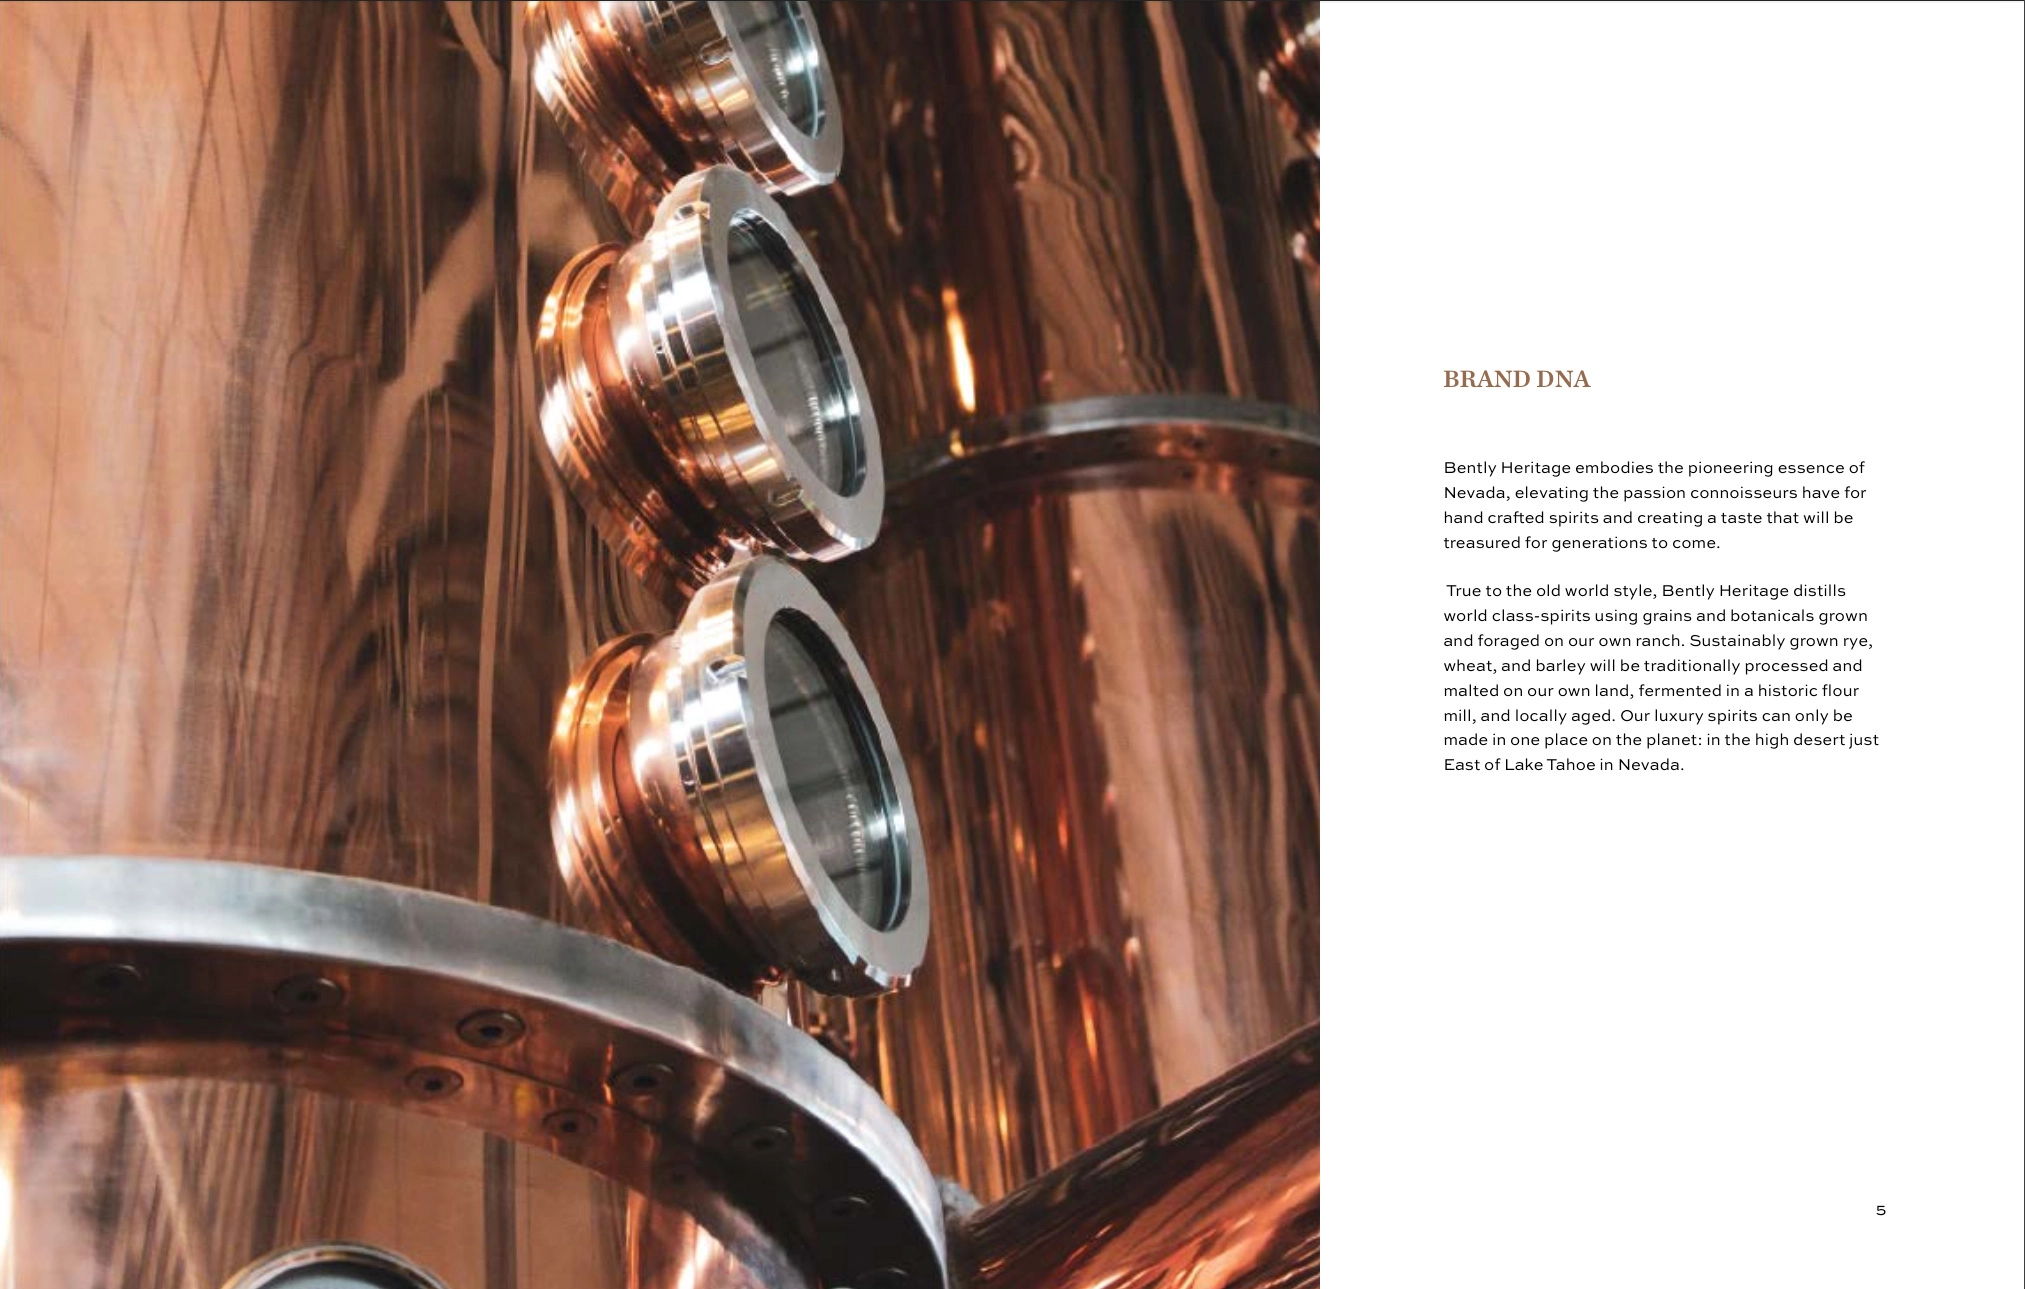 BRAND DNA
Bently Heritage embodies the pioneering essence of
Nevada, elevating the passion connoisseurs have for
hand crafted spirits and creating a taste that will be
treasured for generations to come.
True to the old world style, Bently Heritage distills
world class-spirits using grains and botanicals grown
and foraged on our own ranch. Sustainably grown rye,
wheat, and barley will be traditionally processed and
malted on our own land, fermented in a historic flour
mill, and locally aged. Our luxury spirits can only be
made in one place on the planet: in the high desert just
East of Lake Tahoe in Nevada.
5